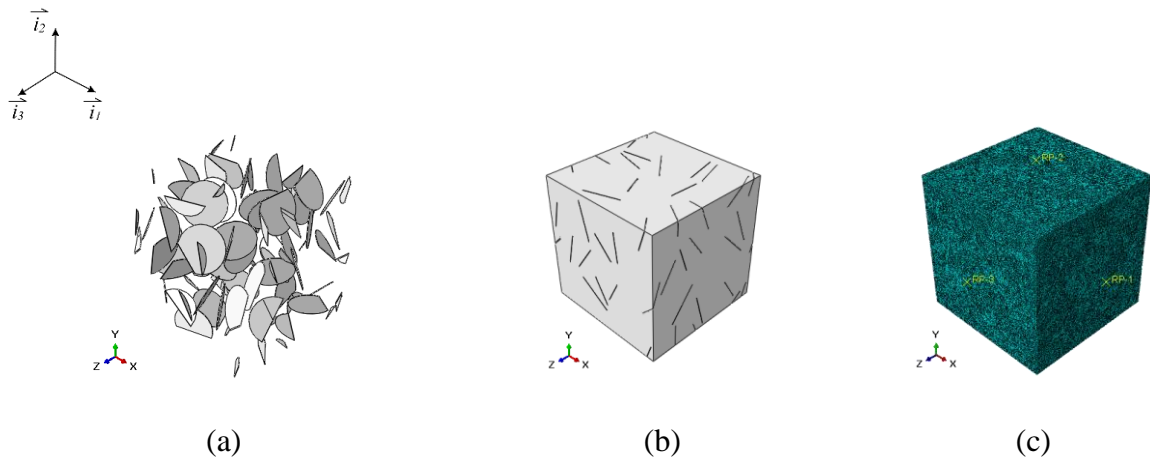 i2
i3 i1
RP-2
RP-3 RP-1
Y Y Y
Z X Z X Z X
(a) (b) (c)